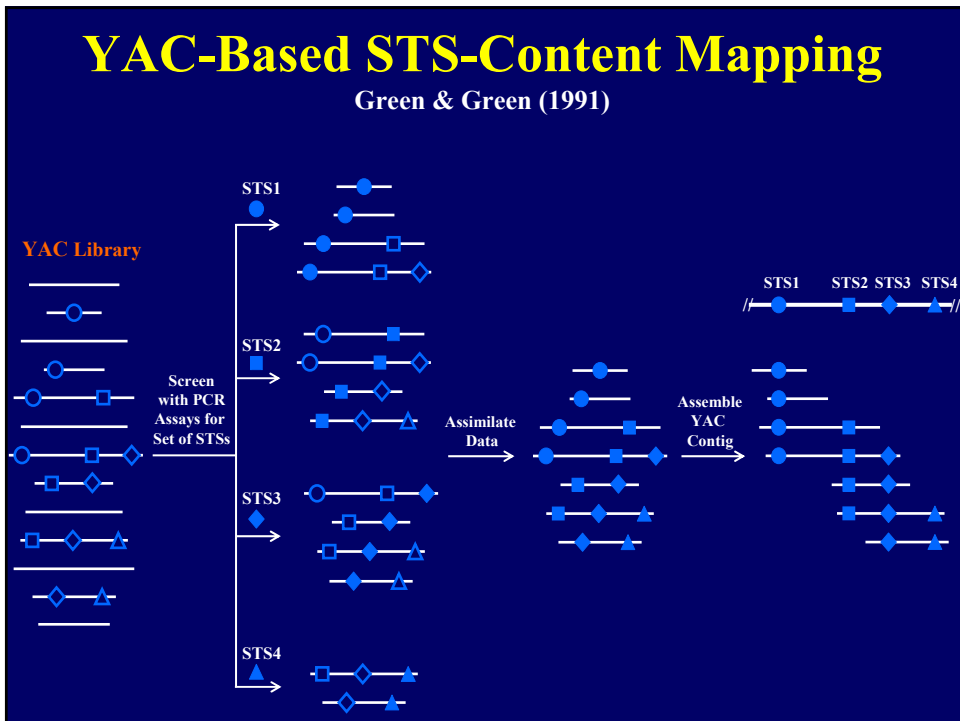 YAC-Based STS-Content Mapping
Green & Green (1991)
YAC Library
Screen
with PCR
Assays for
Set of STSs
STS1
STS2
STS3
STS4
Assimilate
Data
Assemble
YAC
Contig
STS1 STS2 STS3 STS4
// //